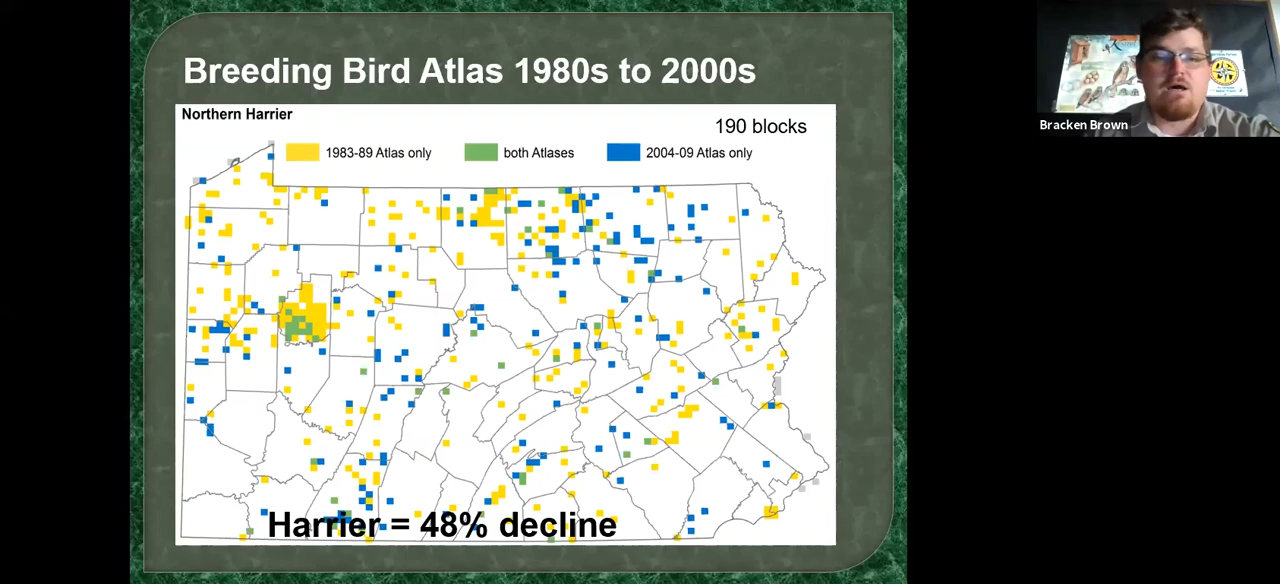 Breeding Bird Atlas 1980s to 2000s
Northern Harrier
190 blocks
1983-89 Atlas only
both Atlases
2004-09 Atlas only
Harrier = 48% decline
Bracken Brown